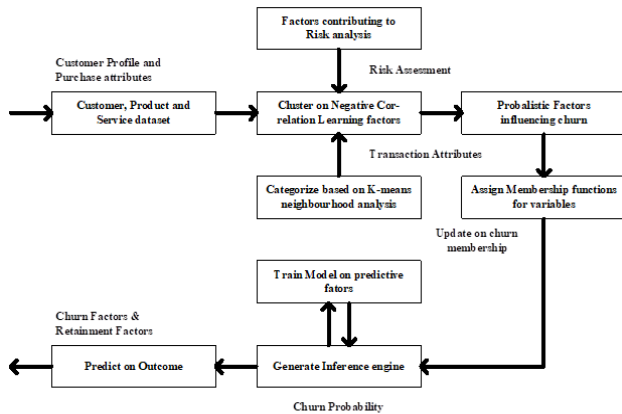 Factors contributing to
Risk analysis
Customer Profile and
Purchase attributes
Risk Assessment
Customer, Product and
Service dataset
Cluster on Negative Cor-
relation Learning factors
Probalistic Factors
influencing churn
Transaction Attributes
Categorize based on K-means
neighbourhood analysis
Assign Membership functions
for variables
Update on churn
membership
Train Model on predictive
fators
Churn Factors &
Retainment Factors
Predict on Outcome
Generate Inference engine
Churn Probability